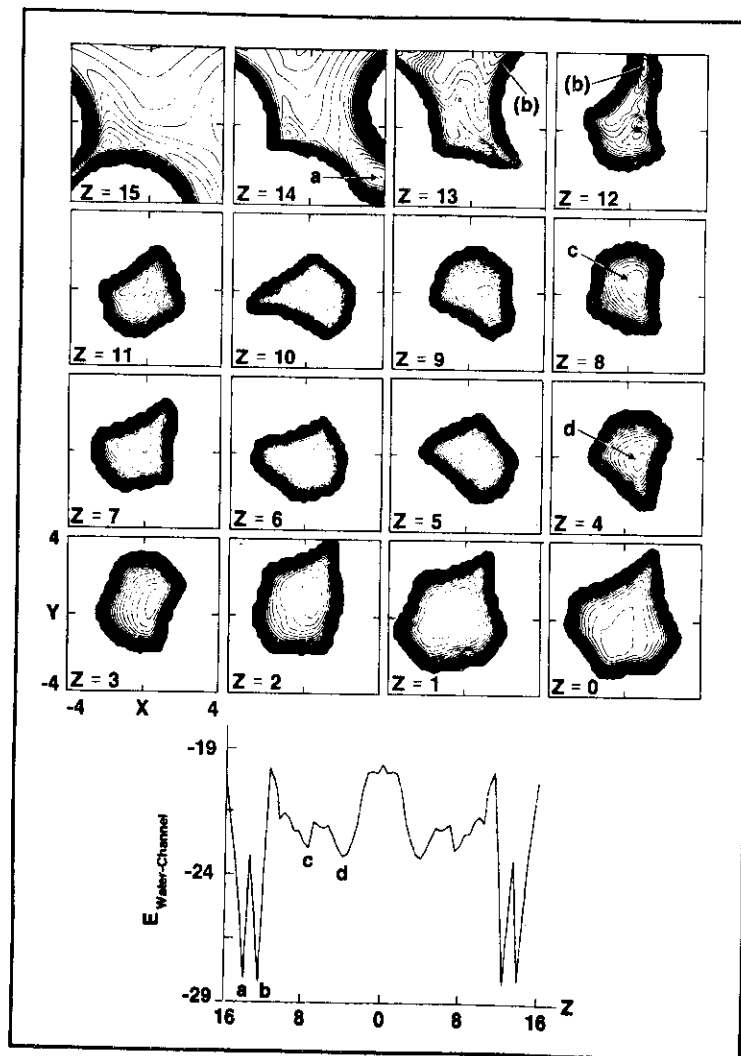 (b)
(b)
a
Z = 15
Z = 14
Z = 13
Z = 12
c
Z = 11
Z = 10
Z = 9
Z = 8
d
Z = 7
Z = 6
Z = 5
Z = 4
4
Y
-4
Z = 3
Z = 2
Z = 1
Z = 0
-4
X
4
-19
-24
-29
E Water-Channel
a
b
c
d
16
8
0
8
16
Z